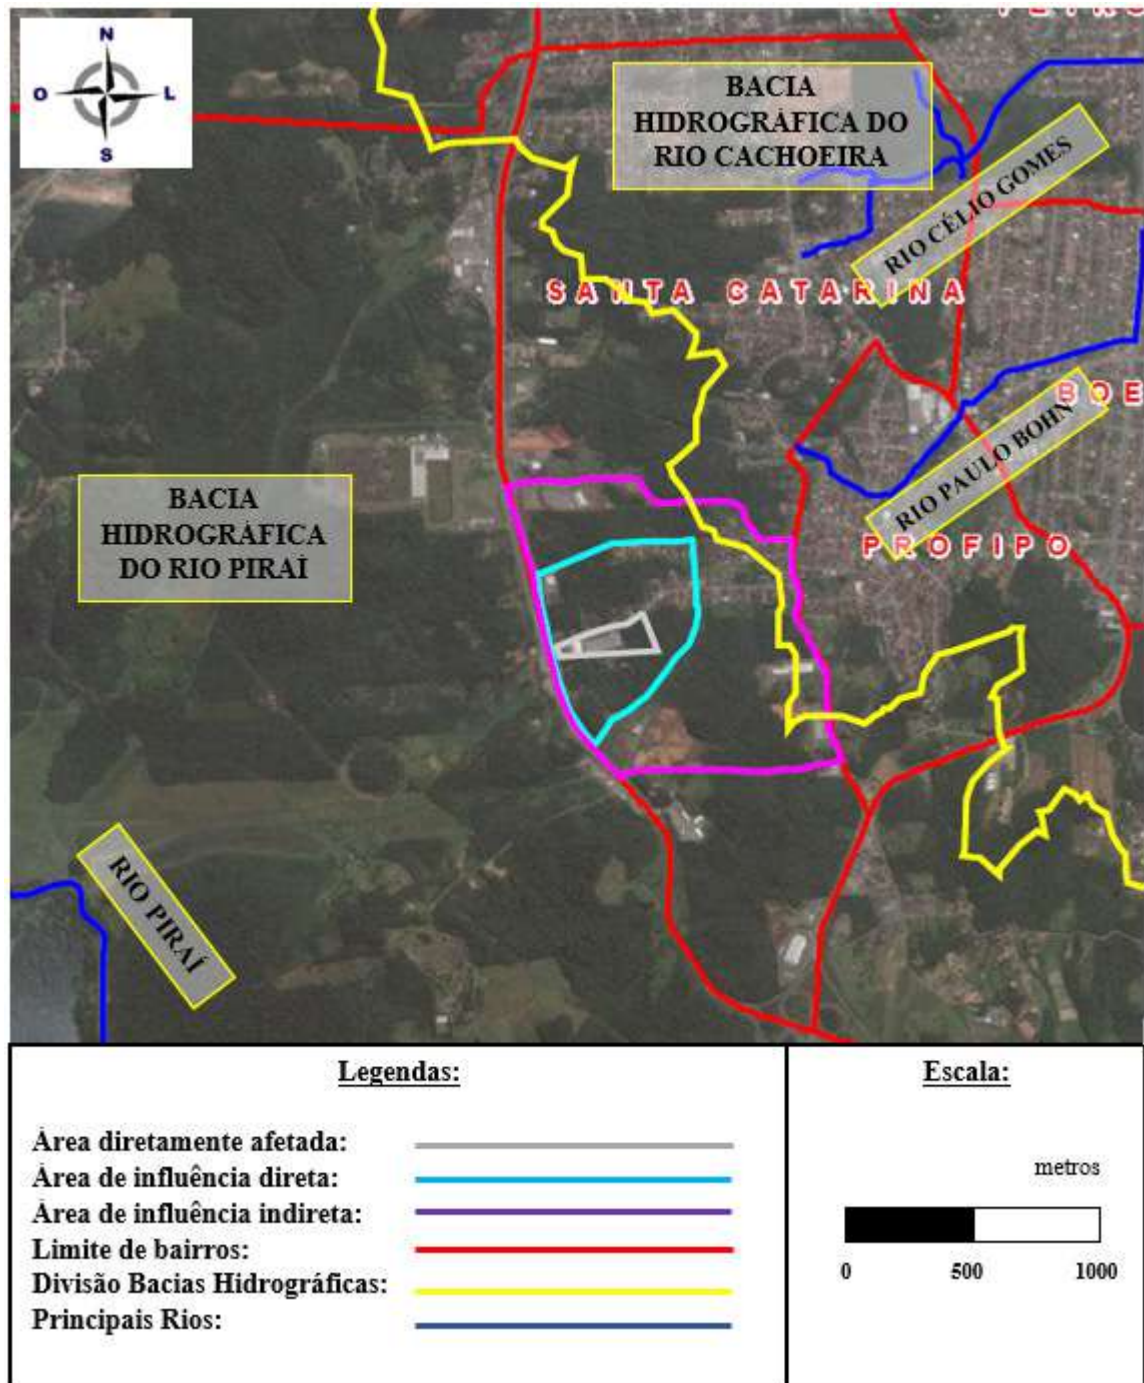 N
O
L
S
BACIA
HIDROGRÁFICA DO
RIO CACHOEIRA
RIO CÉLIO GOMES
SANTA CATARINA
BOE
RIO PAULO BOHN
PROFIPO
BACIA
HIDROGRÁFICA
DO RIO PIRAÍ
RIO PIRAÍ
Legendas:
Área diretamente afetada:
Área de influência direta:
Área de influência indireta:
Limite de bairros:
Divisão Bacias Hidrográficas:
Principais Rios:
Escala:
metros
0 500 1000